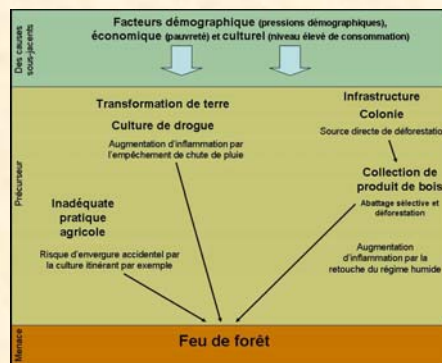 Des causes
sous-jacents
Facteurs démographique (pressions démographiques),
économique (pauvreté) et culturel (niveau élevé de consommation)
Précurseur
Transformation de terre
Culture de drogue
Augmentation d'inflammation par
l'empêchement de chute de pluie
Inadéquate
pratique
agricole
Risque d'envergure accidentel par
la culture itinérant par exemple
Infrastructure
Colonie
Source directe de déforestation
Collection de
produit de bois
Abattage sélective et
déforestation
Augmentation
d'inflammation par la
retouche du régime humide
Menace
Feu de forêt